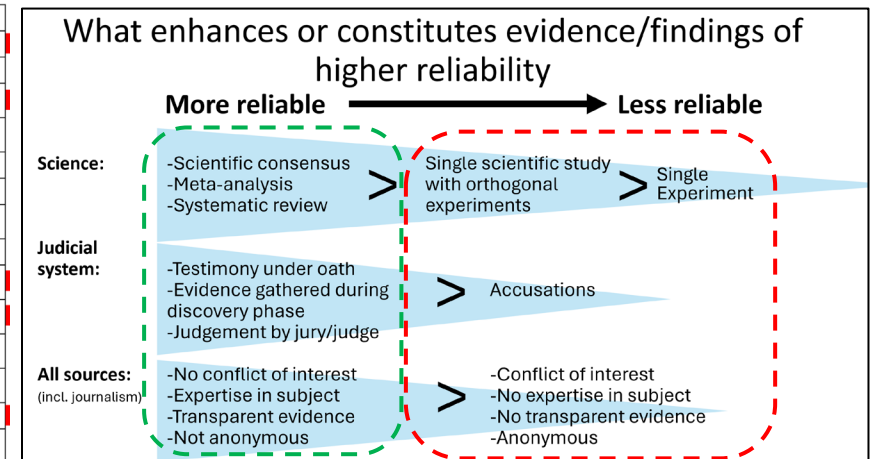 What enhances or constitutes evidence/findings of
higher reliability
More reliable
Less reliable
Science:
-Scientific consensus
-Meta-analysis
-Systematic review
>
Single scientific study
with orthogonal
experiments
>
Single
Experiment
Judicial
system:
-Testimony under oath
-Evidence gathered during
discovery phase
-Judgement by jury/judge
>
Accusations
All sources:
(incl. journalism)
-No conflict of interest
-Expertise in subject
-Transparent evidence
-Not anonymous
>
-Conflict of interest
-No expertise in subject
-No transparent evidence
-Anonymous